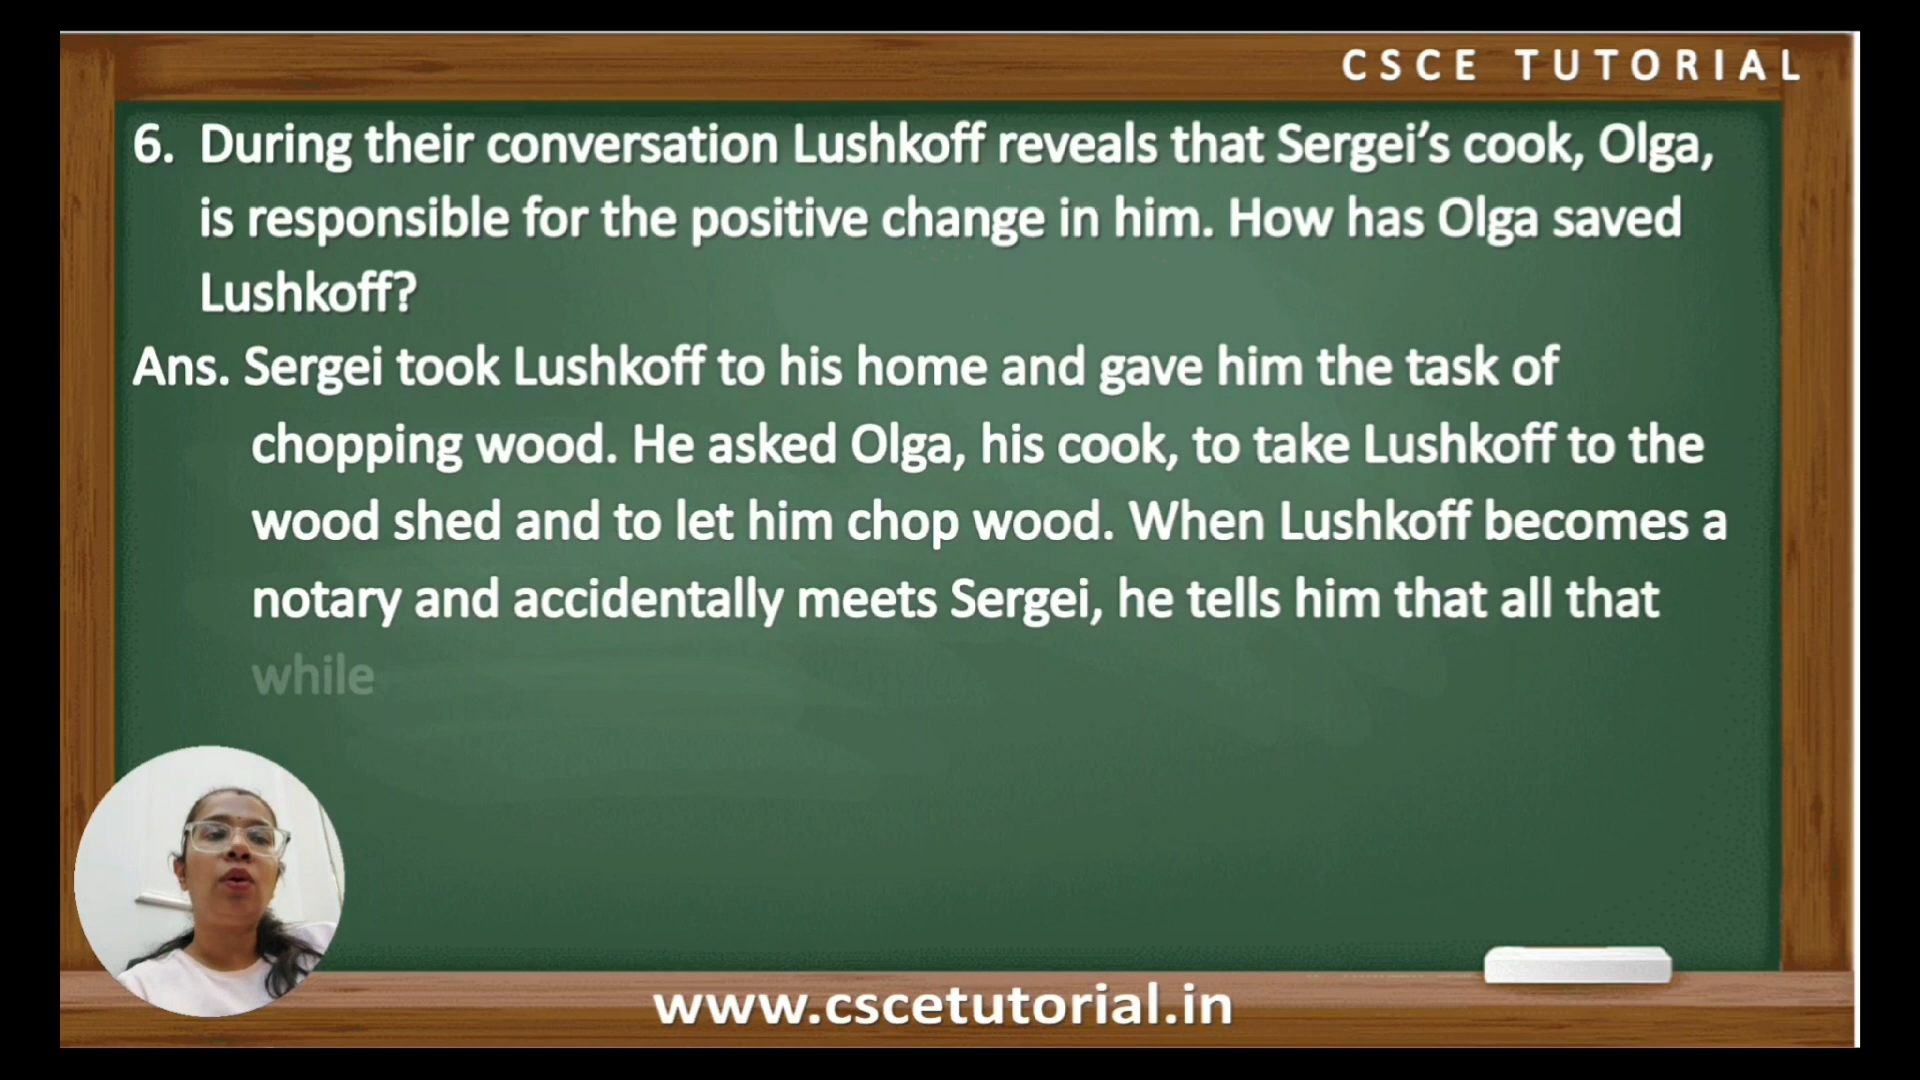 CSCE TUTORIAL
6. During their conversation Lushkoff reveals that Sergei’s cook, Olga,
is responsible for the positive change in him. How has Olga saved
Lushkoff?
Ans. Sergei took Lushkoff to his home and gave him the task of
chopping wood. He asked Olga, his cook, to take Lushkoff to the
wood shed and to let him chop wood. When Lushkoff becomes a
notary and accidentally meets Sergei, he tells him that all that
while
www.cscetutorial.in